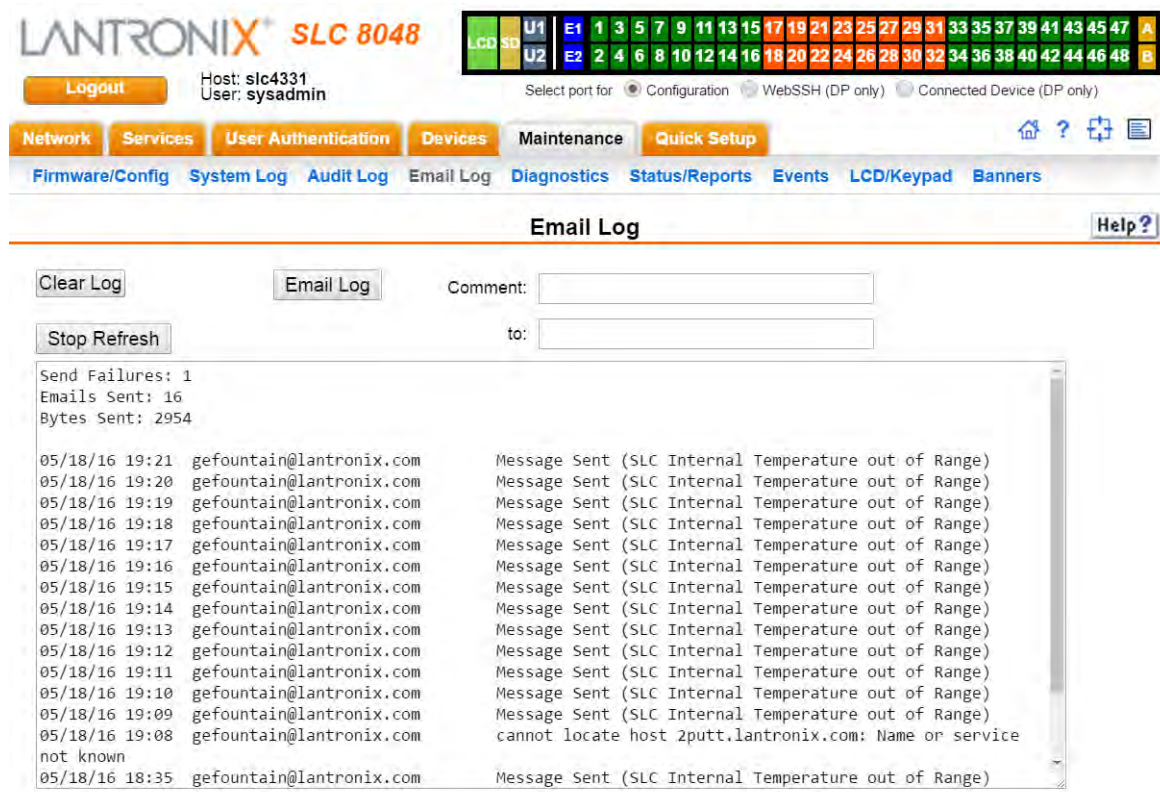 LANTRONIX SLC 8048
LCD SD U1 E1 1 3 5 7 9 11 13 15 17 19 21 23 25 27 29 31 33 35 37 39 41 43 45 47 A
U2 E2 2 4 6 8 10 12 14 16 18 20 22 24 26 28 30 32 34 36 38 40 42 44 46 48 B
Logout
Host: slc4331
User: sysadmin
Select port for Configuration WebSSH (DP only) Connected Device (DP only)
Network Services User Authentication Devices Maintenance Quick Setup ?
Firmware/Config System Log Audit Log Email Log Diagnostics Status/Reports Events LCD/Keypad Banners
Email Log
Help?
Clear Log Email Log Comment:
Stop Refresh to:
Send Failures: 1
Emails Sent: 16
Bytes Sent: 2954
05/18/16 19:21 gefountain@lantronix.com Message Sent (SLC Internal Temperature out of Range)
05/18/16 19:20 gefountain@lantronix.com Message Sent (SLC Internal Temperature out of Range)
05/18/16 19:19 gefountain@lantronix.com Message Sent (SLC Internal Temperature out of Range)
05/18/16 19:18 gefountain@lantronix.com Message Sent (SLC Internal Temperature out of Range)
05/18/16 19:17 gefountain@lantronix.com Message Sent (SLC Internal Temperature out of Range)
05/18/16 19:16 gefountain@lantronix.com Message Sent (SLC Internal Temperature out of Range)
05/18/16 19:15 gefountain@lantronix.com Message Sent (SLC Internal Temperature out of Range)
05/18/16 19:14 gefountain@lantronix.com Message Sent (SLC Internal Temperature out of Range)
05/18/16 19:13 gefountain@lantronix.com Message Sent (SLC Internal Temperature out of Range)
05/18/16 19:12 gefountain@lantronix.com Message Sent (SLC Internal Temperature out of Range)
05/18/16 19:11 gefountain@lantronix.com Message Sent (SLC Internal Temperature out of Range)
05/18/16 19:10 gefountain@lantronix.com Message Sent (SLC Internal Temperature out of Range)
05/18/16 19:09 gefountain@lantronix.com Message Sent (SLC Internal Temperature out of Range)
05/18/16 19:08 gefountain@lantronix.com cannot locate host 2putt.lantronix.com: Name or service
not known
05/18/16 18:35 gefountain@lantronix.com Message Sent (SLC Internal Temperature out of Range)